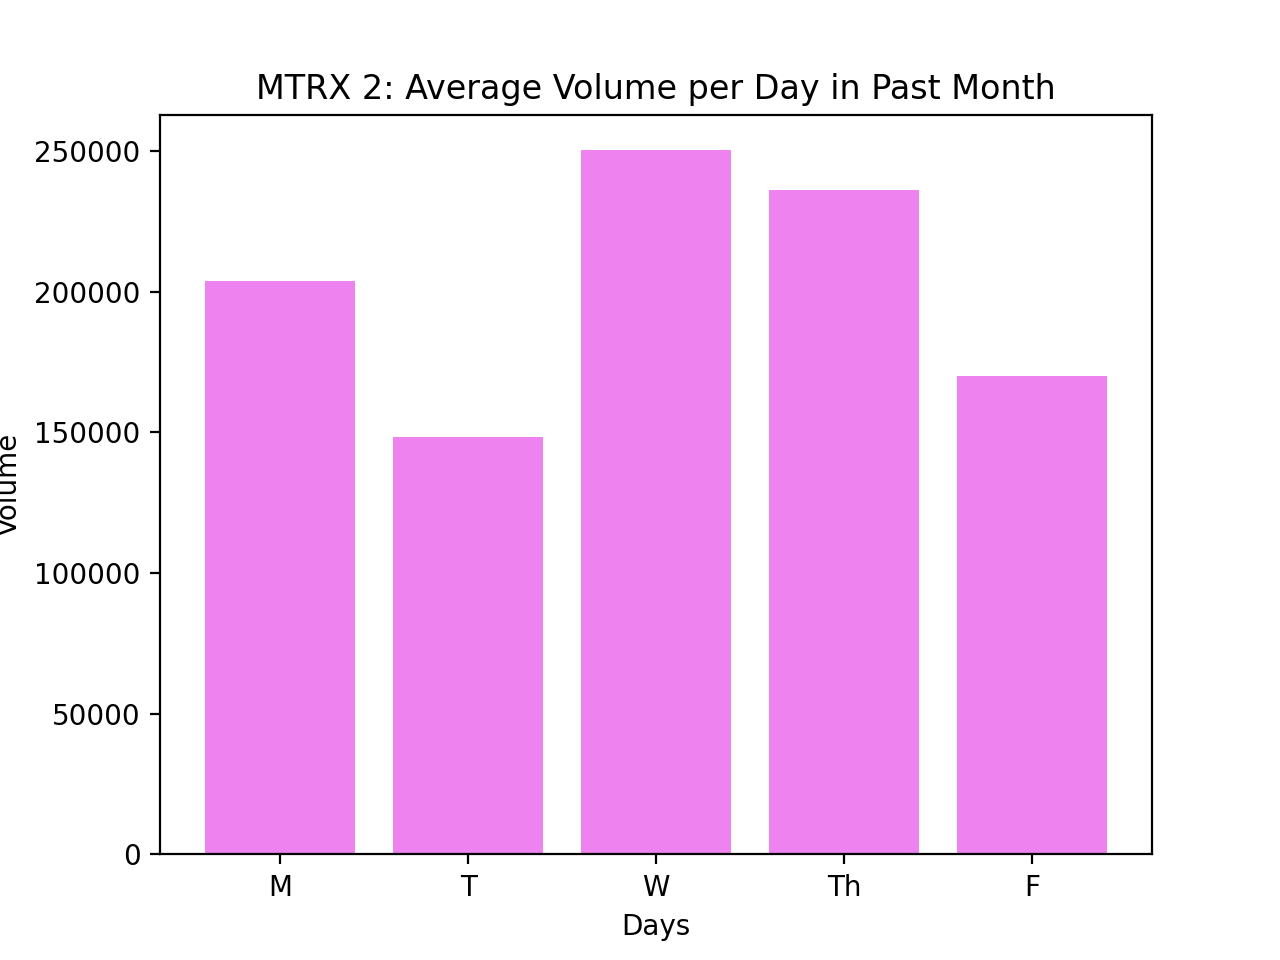 MTRX 2: Average Volume per Day in Past Month
250000
200000
150000
100000
50000
0
Volume
M T W Th F
Days